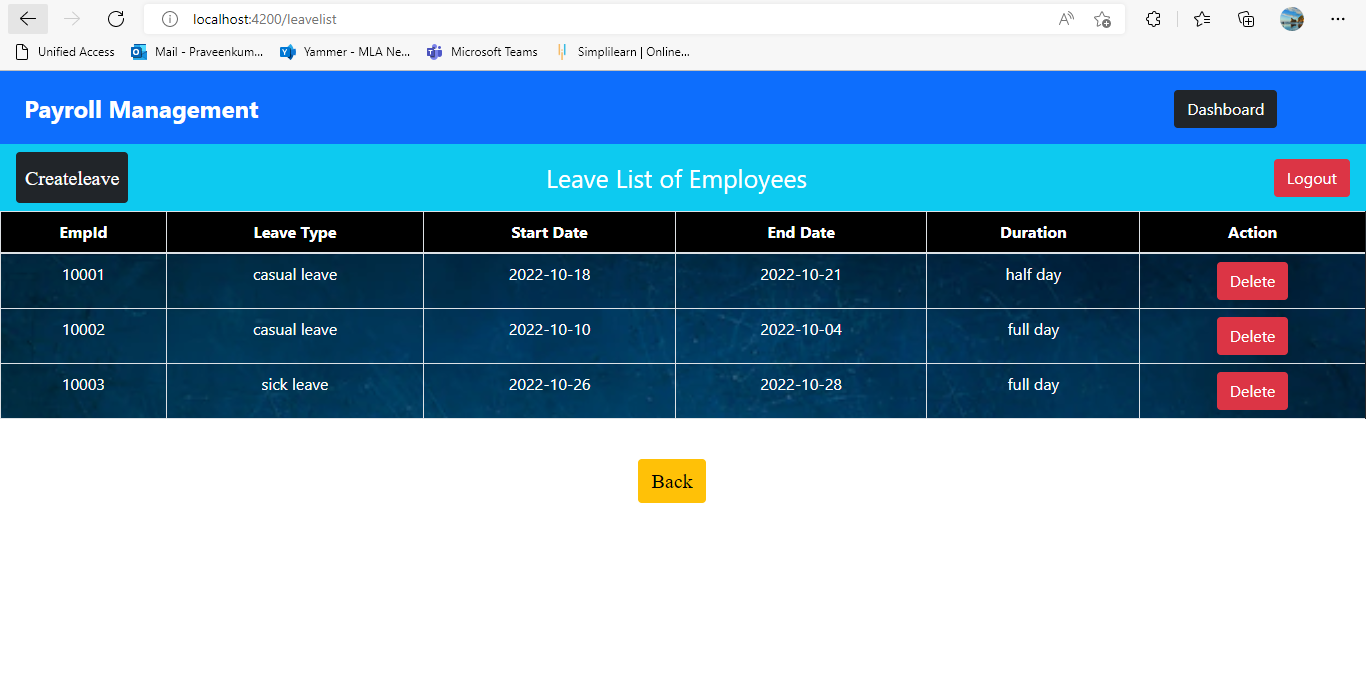 localhost:4200/leavelist
Unified Access Mail - Praveenkum... Yammer - MLA Ne... Microsoft Teams Simplilearn | Online...
Payroll Management Dashboard
Createleave Leave List of Employees Logout
EmpId Leave Type Start Date End Date Duration Action
10001 casual leave 2022-10-18 2022-10-21 half day Delete
10002 casual leave 2022-10-10 2022-10-04 full day Delete
10003 sick leave 2022-10-26 2022-10-28 full day Delete
Back